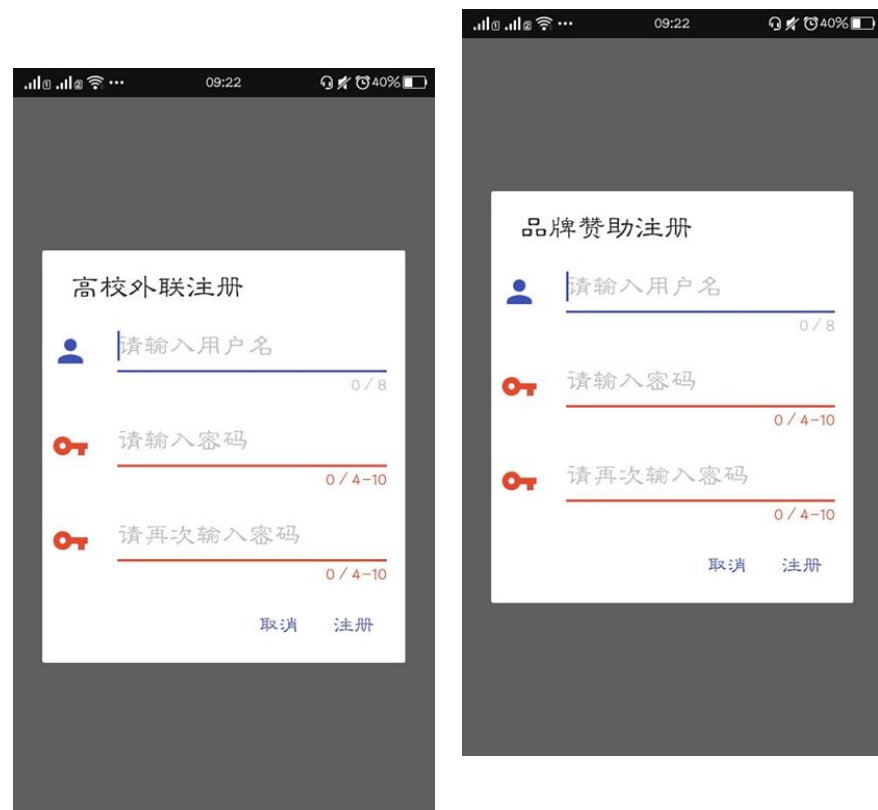 09:22
40%
高校外联注册
请输入用户名
0 / 8
请输入密码
0 / 4-10
请再次输入密码
0 / 4-10
取消 注册
09:22
40%
品牌赞助注册
请输入用户名
0 / 8
请输入密码
0 / 4-10
请再次输入密码
0 / 4-10
取消 注册